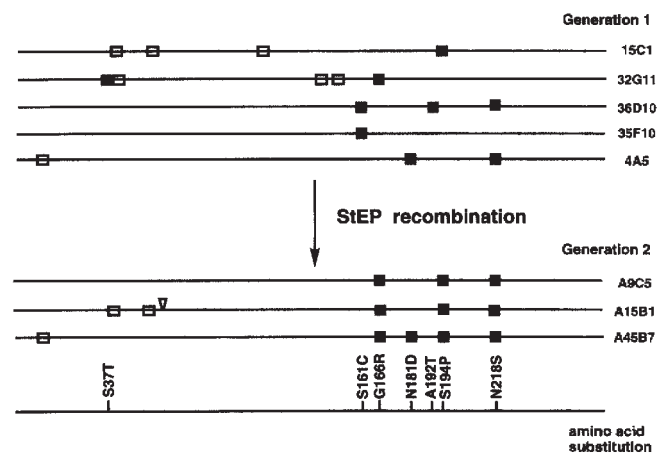 Generation 1
15C1
32G11
36D10
35F10
4A5
StEP recombination
Generation 2
A9C5
A15B1
A45B7
S37T
S161C
G166R
N181D
A192T
S194P
N218S
amino acid
substitution